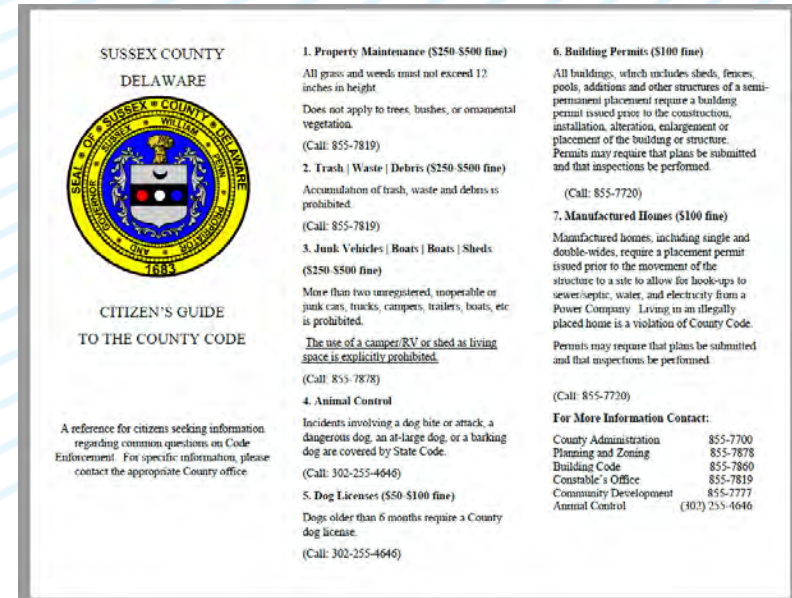 SUSSEX COUNTY
DELAWARE
SEAL OF SUSSEX COUNTY DELAWARE
WILLIAM PENN PROPRIETOR AND GOVERNOR SUSSEX
1683
CITIZEN'S GUIDE
TO THE COUNTY CODE
A reference for citizens seeking information
regarding common questions on Code
Enforcement. For specific information, please
contact the appropriate County office
1. Property Maintenance ($250-$500 fine)
All grass and weeds must not exceed 12
inches in height
Does not apply to trees, bushes, or ornamental
vegetation.
(Call: 855-7819)
2. Trash | Waste | Debris ($250-$500 fine)
Accumulation of trash, waste and debris is
prohibited.
(Call: 855-7819)
3. Junk Vehicles | Boats | Boats | Sheds
($250-$500 fine)
More than two unregistered, inoperable or
junk cars, trucks, campers, trailers, boats, etc
is prohibited.
The use of a camper/RV or shed as living
space is explicitly prohibited.
(Call: 855-7878)
4. Animal Control
Incidents involving a dog bite or attack, a
dangerous dog, an at-large dog, or a barking
dog are covered by State Code.
(Call: 302-255-4646)
5. Dog Licenses ($50-$100 fine)
Dogs older than 6 months require a County
dog license.
(Call: 302-255-4646)
6. Building Permits ($100 fine)
All buildings, which includes sheds, fences,
pools, additions and other structures of a semi-
permanent placement require a building
permit issued prior to the construction,
installation, alteration, enlargement or
placement of the building or structure.
Permits may require that plans be submitted
and that inspections be performed.
(Call: 855-7720)
7. Manufactured Homes ($100 fine)
Manufactured homes, including single and
double-wides, require a placement permit
issued prior to the movement of the
structure to a site to allow for hook-ups to
sewer/septic, water, and electricity from a
Power Company. Living in an illegally
placed home is a violation of County Code.
Permits may require that plans be submitted
and that inspections be performed
(Call: 855-7720)
For More Information Contact:
County Administration 855-7700
Planning and Zoning 855-7878
Building Code 855-7860
Constable's Office 855-7819
Community Development 855-7777
Animal Control (302) 255-4646